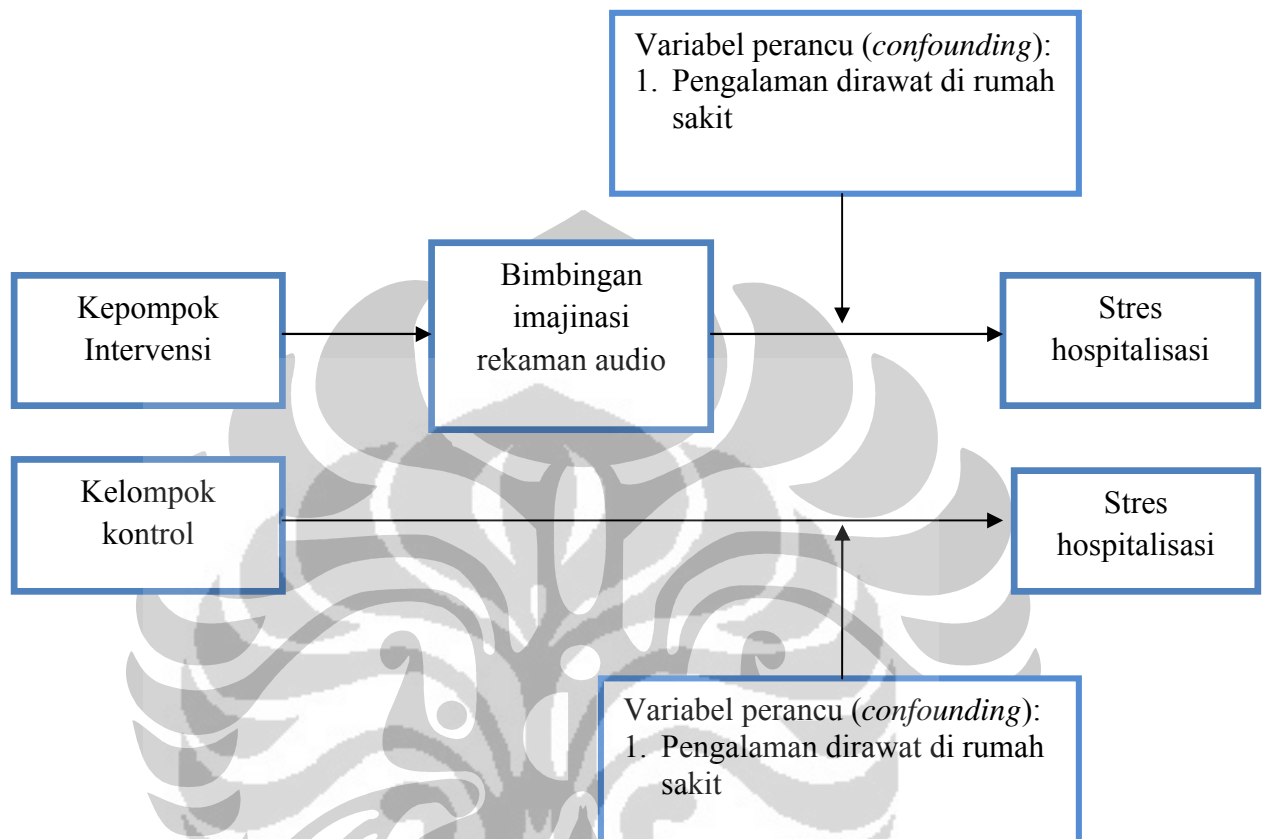 Variabel perancu (confounding):
1. Pengalaman dirawat di rumah
sakit
Kepompok
Intervensi
Bimbingan
imajinasi
rekaman audio
Stres
hospitalisasi
Kelompok
kontrol
Stres
hospitalisasi
Variabel perancu (confounding):
1. Pengalaman dirawat di rumah
sakit